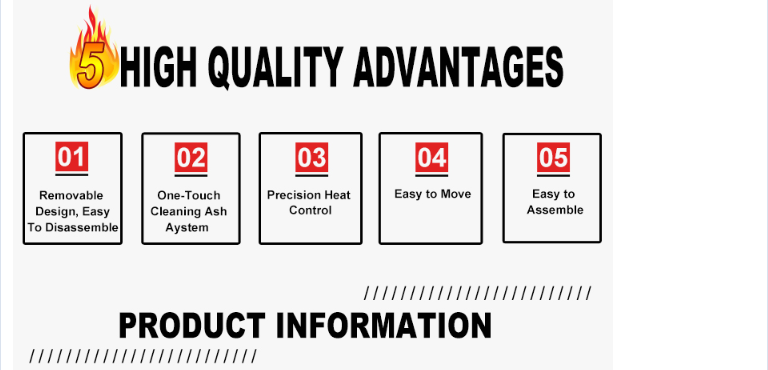 5 HIGH QUALITY ADVANTAGES
01
Removable
Design, Easy
To Disassemble
02
One-Touch
Cleaning Ash
Aystem
03
Precision Heat
Control
04
Easy to Move
05
Easy to
Assemble
PRODUCT INFORMATION